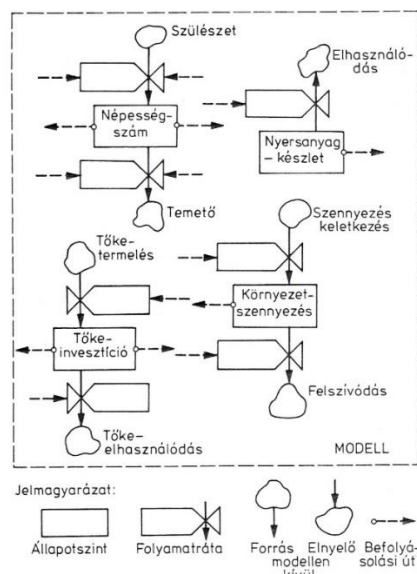 Szülészet
Népesség-
szám
Temető
Elhasználó-
dás
Nyersanyag
-készlet
Tőke-
termelés
Tőke-
invesztíció
Tőke-
elhasználódás
Szennyezés
keletkezés
Környezet-
szennyezés
Felszívódás
MODELL
Jelmagyarázat:
Állapotszint
Folyamatráta
Forrás
modellen
kívül
Elnyelő
Befolyá-
solási út